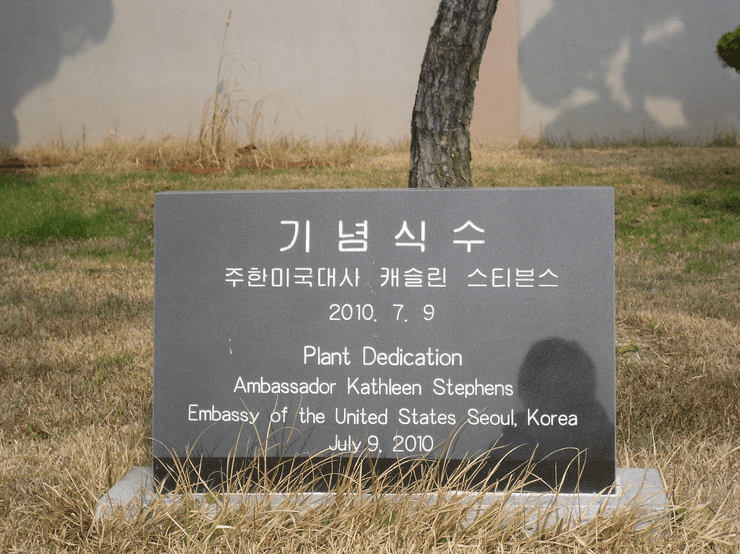 기념식수
주한미국대사 캐슬린 스티븐스
2010. 7. 9
Plant Dedication
Ambassador Kathleen Stephens
Embassy of the United States Seoul, Korea
July 9, 2010